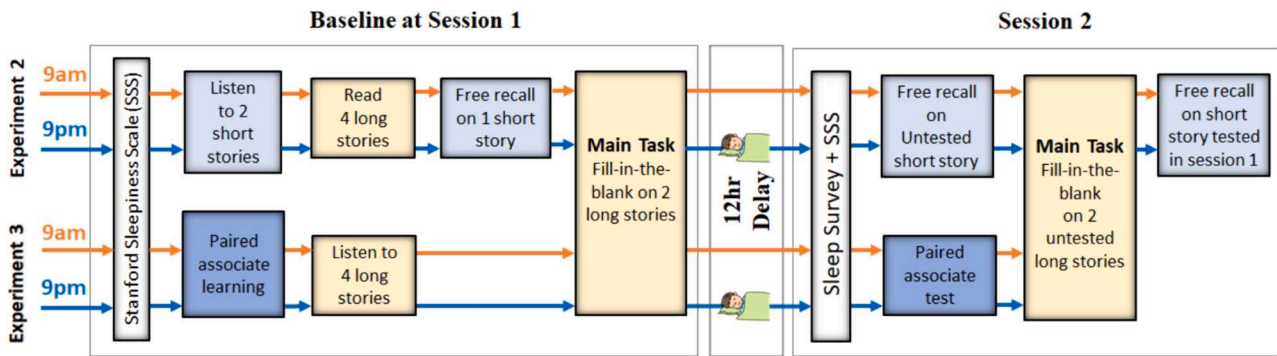 Baseline at Session 1
Session 2
Experiment 2
9am
9pm
Experiment 3
9am
9pm
Stanford Sleepiness Scale (SSS)
Listen to 2
short
stories
Read
4 long
stories
Free recall
on 1 short
story
Paired
associate
learning
Listen to
4 long
stories
Main Task
Fill-in-the-
blank on 2
long stories
12hr
Delay
Sleep Survey + SSS
Free recall
on
Untested
short story
Paired
associate
test
Main Task
Fill-in-the-
blank
on 2
untested
long stories
Free recall
on short
story tested
in session 1